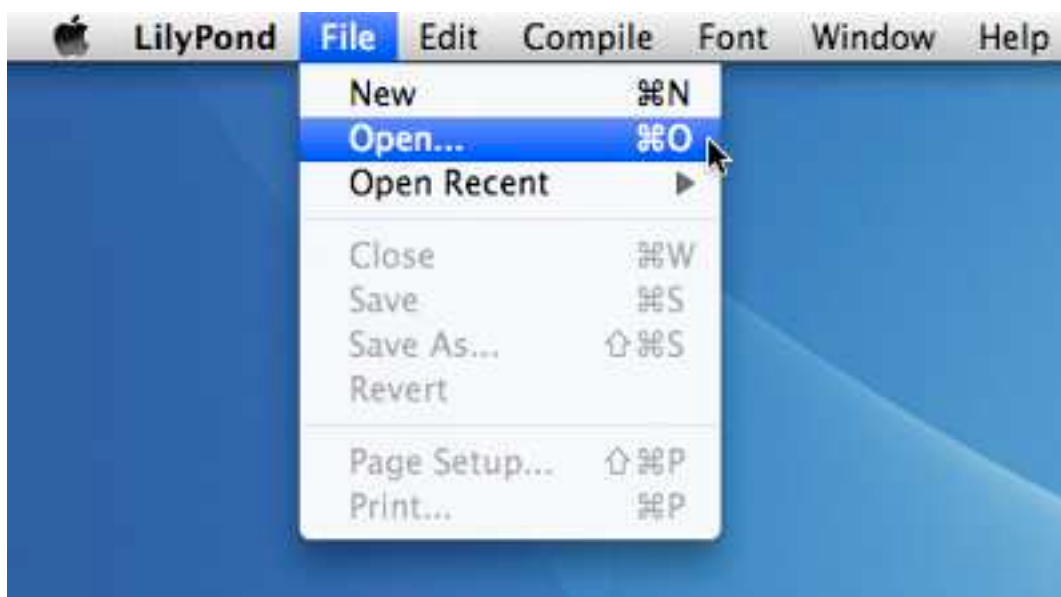 LilyPond File Edit Compile Font Window Help
New ⌘N
Open... ⌘O
Open Recent ▶
Close ⌘W
Save ⌘S
Save As... ⇧⌘S
Revert
Page Setup... ⇧⌘P
Print... ⌘P